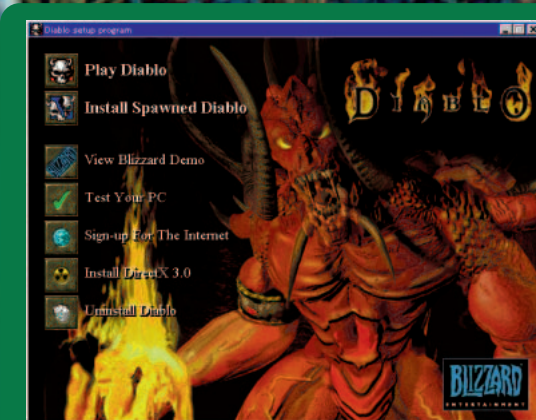 Diablo setup program
Play Diablo
DIABLO
Install Spawned Diablo
View Blizzard Demo
Test Your PC
Sign-up For The Internet
Install DirectX 3.0
Uninstall Diablo
BLIZZARD
ENTERTAINMENT